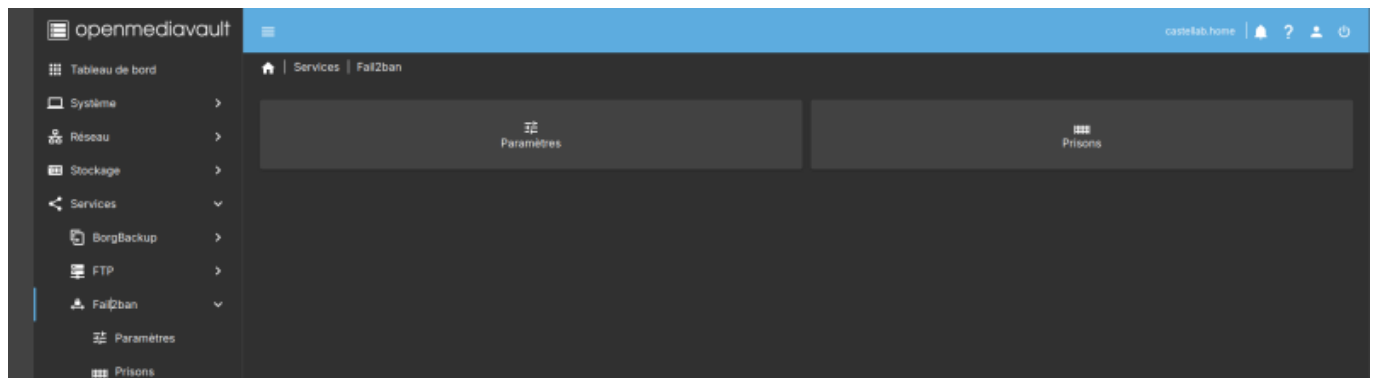 openmediavault
castellab.home
Tableau de bord
Services
Fail2ban
Système
Réseau
Stockage
Services
BorgBackup
FTP
Fail2ban
Paramètres
Prisons
Paramètres
Prisons